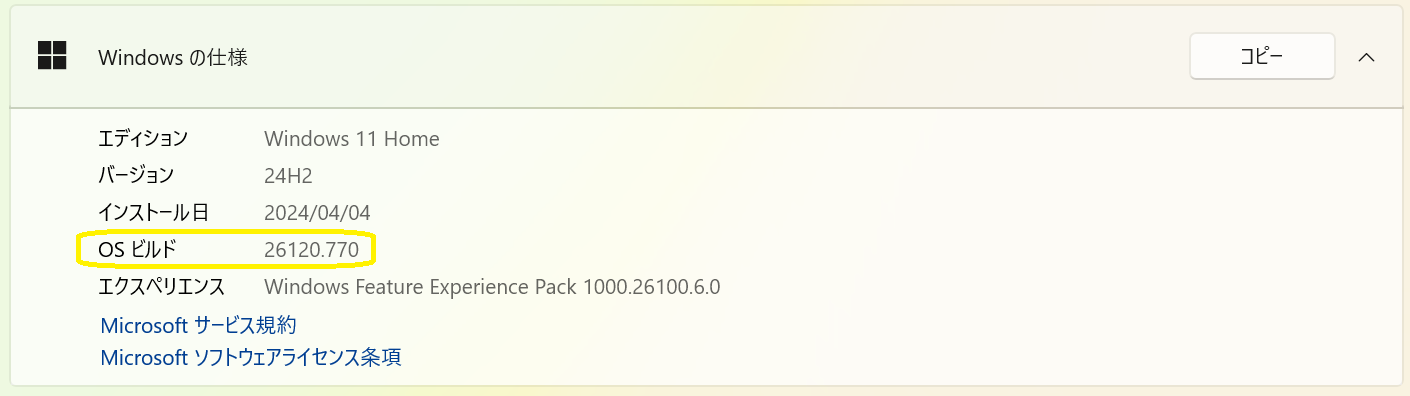 Windows の仕様 コピー
エディション Windows 11 Home
バージョン 24H2
インストール日 2024/04/04
OS ビルド 26120.770
エクスペリエンス Windows Feature Experience Pack 1000.26100.6.0
Microsoft サービス規約
Microsoft ソフトウェアライセンス条項